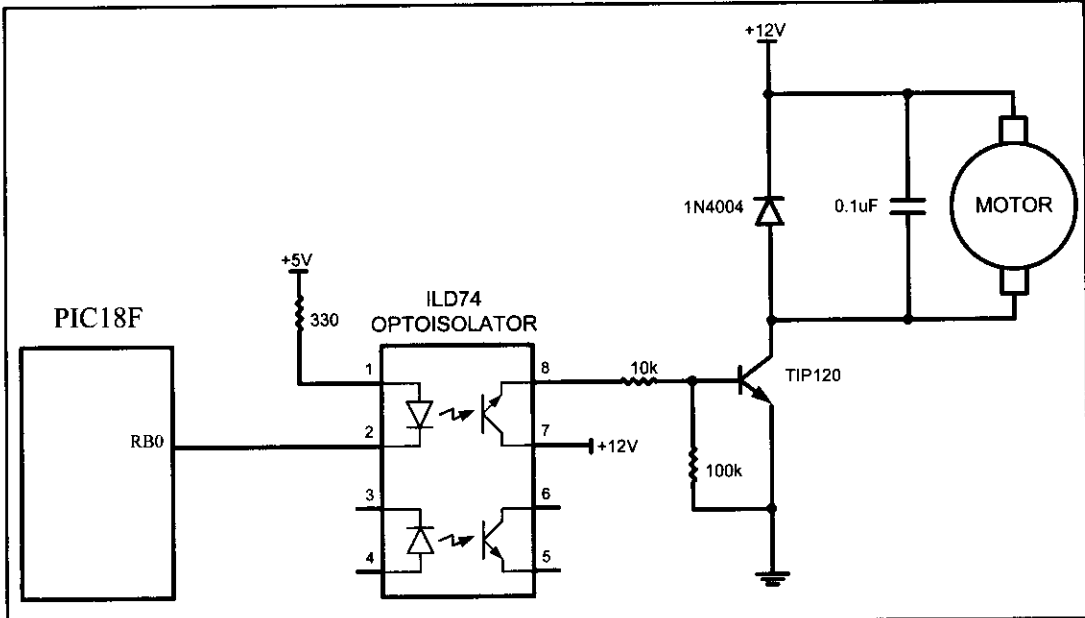 +12V
1N4004
0.1uF
MOTOR
+5V
330
PIC18F
ILD74
OPTOISOLATOR
1
8
10k
TIP120
RB0
2
7
+12V
100k
3
6
4
5